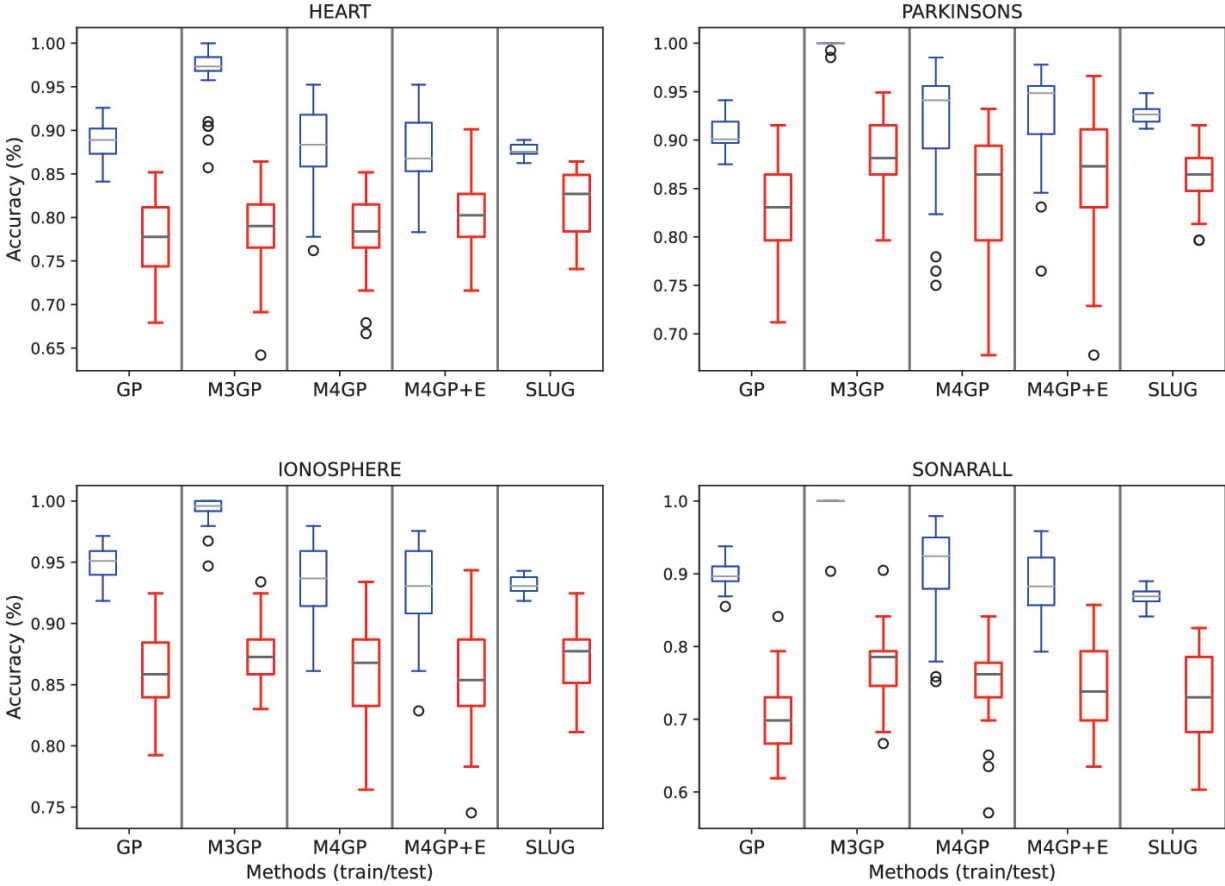 HEART
1.00
0.95
0.90
0.85
0.80
0.75
0.70
0.65
Accuracy (%)
GP M3GP M4GP M4GP+E SLUG
PARKINSONS
1.00
0.95
0.90
0.85
0.80
0.75
0.70
GP M3GP M4GP M4GP+E SLUG
IONOSPHERE
1.00
0.95
0.90
0.85
0.80
0.75
Accuracy (%)
GP M3GP M4GP M4GP+E SLUG
Methods (train/test)
SONARALL
1.0
0.9
0.8
0.7
0.6
GP M3GP M4GP M4GP+E SLUG
Methods (train/test)